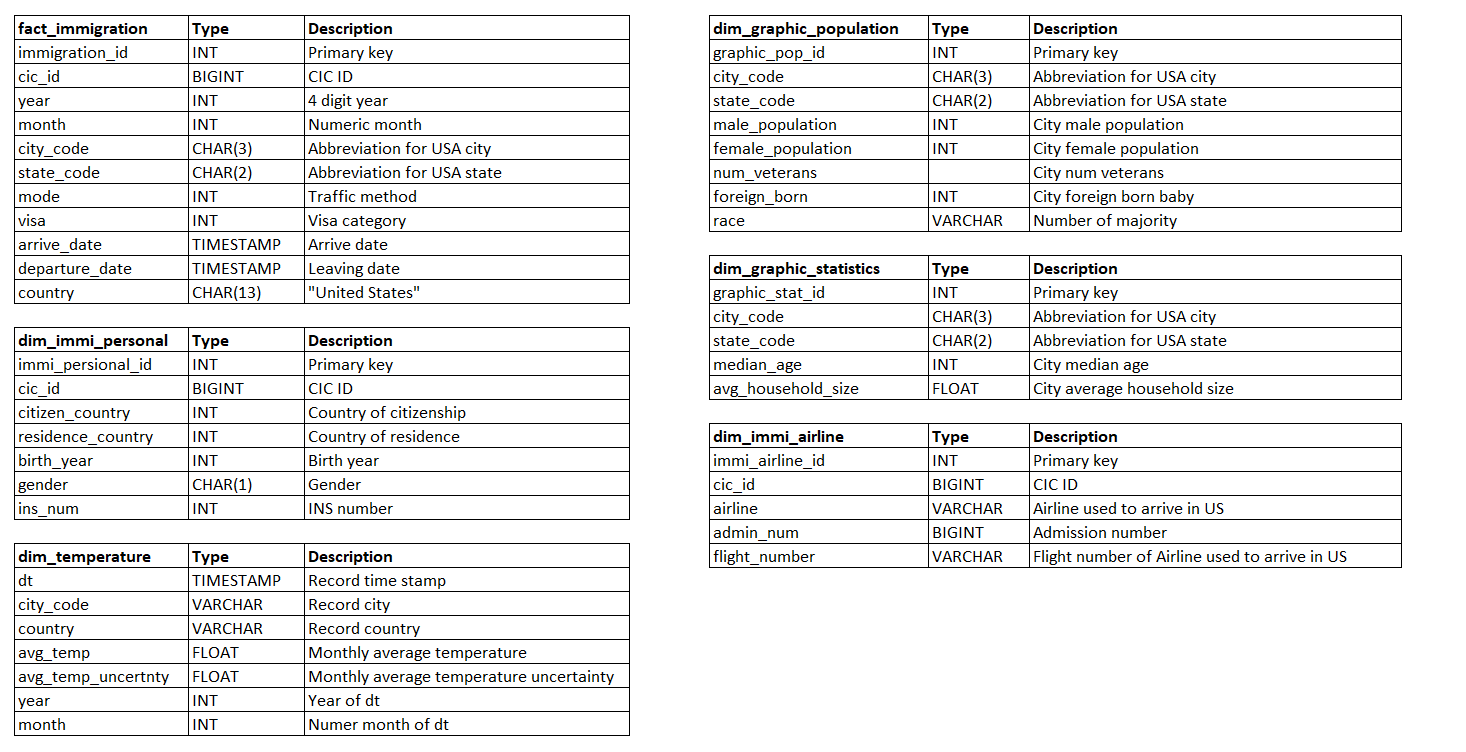 fact_immigration Type Description
immigration_id INT Primary key
cic_id BIGINT CIC ID
year INT 4 digit year
month INT Numeric month
city_code CHAR(3) Abbreviation for USA city
state_code CHAR(2) Abbreviation for USA state
mode INT Traffic method
visa INT Visa category
arrive_date TIMESTAMP Arrive date
departure_date TIMESTAMP Leaving date
country CHAR(13) "United States"
dim_immi_personal Type Description
immi_persional_id INT Primary key
cic_id BIGINT CIC ID
citizen_country INT Country of citizenship
residence_country INT Country of residence
birth_year INT Birth year
gender CHAR(1) Gender
ins_num INT INS number
dim_temperature Type Description
dt TIMESTAMP Record time stamp
city_code VARCHAR Record city
country VARCHAR Record country
avg_temp FLOAT Monthly average temperature
avg_temp_uncertnty FLOAT Monthly average temperature uncertainty
year INT Year of dt
month INT Numer month of dt
dim_graphic_population Type Description
graphic_pop_id INT Primary key
city_code CHAR(3) Abbreviation for USA city
state_code CHAR(2) Abbreviation for USA state
male_population INT City male population
female_population INT City female population
num_veterans City num veterans
foreign_born INT City foreign born baby
race VARCHAR Number of majority
dim_graphic_statistics Type Description
graphic_stat_id INT Primary key
city_code CHAR(3) Abbreviation for USA city
state_code CHAR(2) Abbreviation for USA state
median_age INT City median age
avg_household_size FLOAT City average household size
dim_immi_airline Type Description
immi_airline_id INT Primary key
cic_id BIGINT CIC ID
airline VARCHAR Airline used to arrive in US
admin_num BIGINT Admission number
flight_number VARCHAR Flight number of Airline used to arrive in US